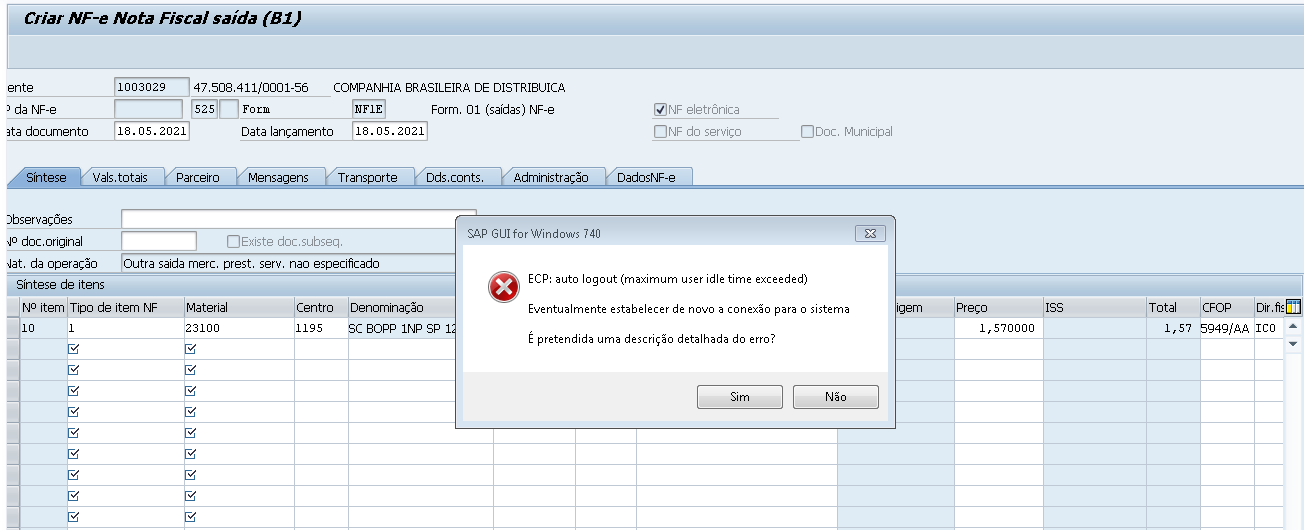 Criar NF-e Nota Fiscal saída (B1)
ente 1003029 47.508.411/0001-56 COMPANHIA BRASILEIRA DE DISTRIBUICA
º da NF-e 525 Form NF1E Form. 01 (saídas) NF-e NF eletrônica
ata documento 18.05.2021 Data lançamento 18.05.2021 NF do serviço Doc. Municipal
Síntese Vals.totais Parceiro Mensagens Transporte Dds.conts. Administração DadosNF-e
Observações
Nº doc.original Existe doc.subseq.
Nat. da operação Outra saida merc. prest. serv. nao especificado
SAP GUI for Windows 740
ECP: auto logout (maximum user idle time exceeded)
Eventualmente estabelecer de novo a conexão para o sistema
É pretendida uma descrição detalhada do erro?
Sim Não
Síntese de itens
Nº item Tipo de item NF Material Centro Denominação igem Preço ISS Total CFOP Dir.fis
10 1 23100 1195 SC BOPP 1NP SP 12 1,570000 1,57 5949/AA IC0